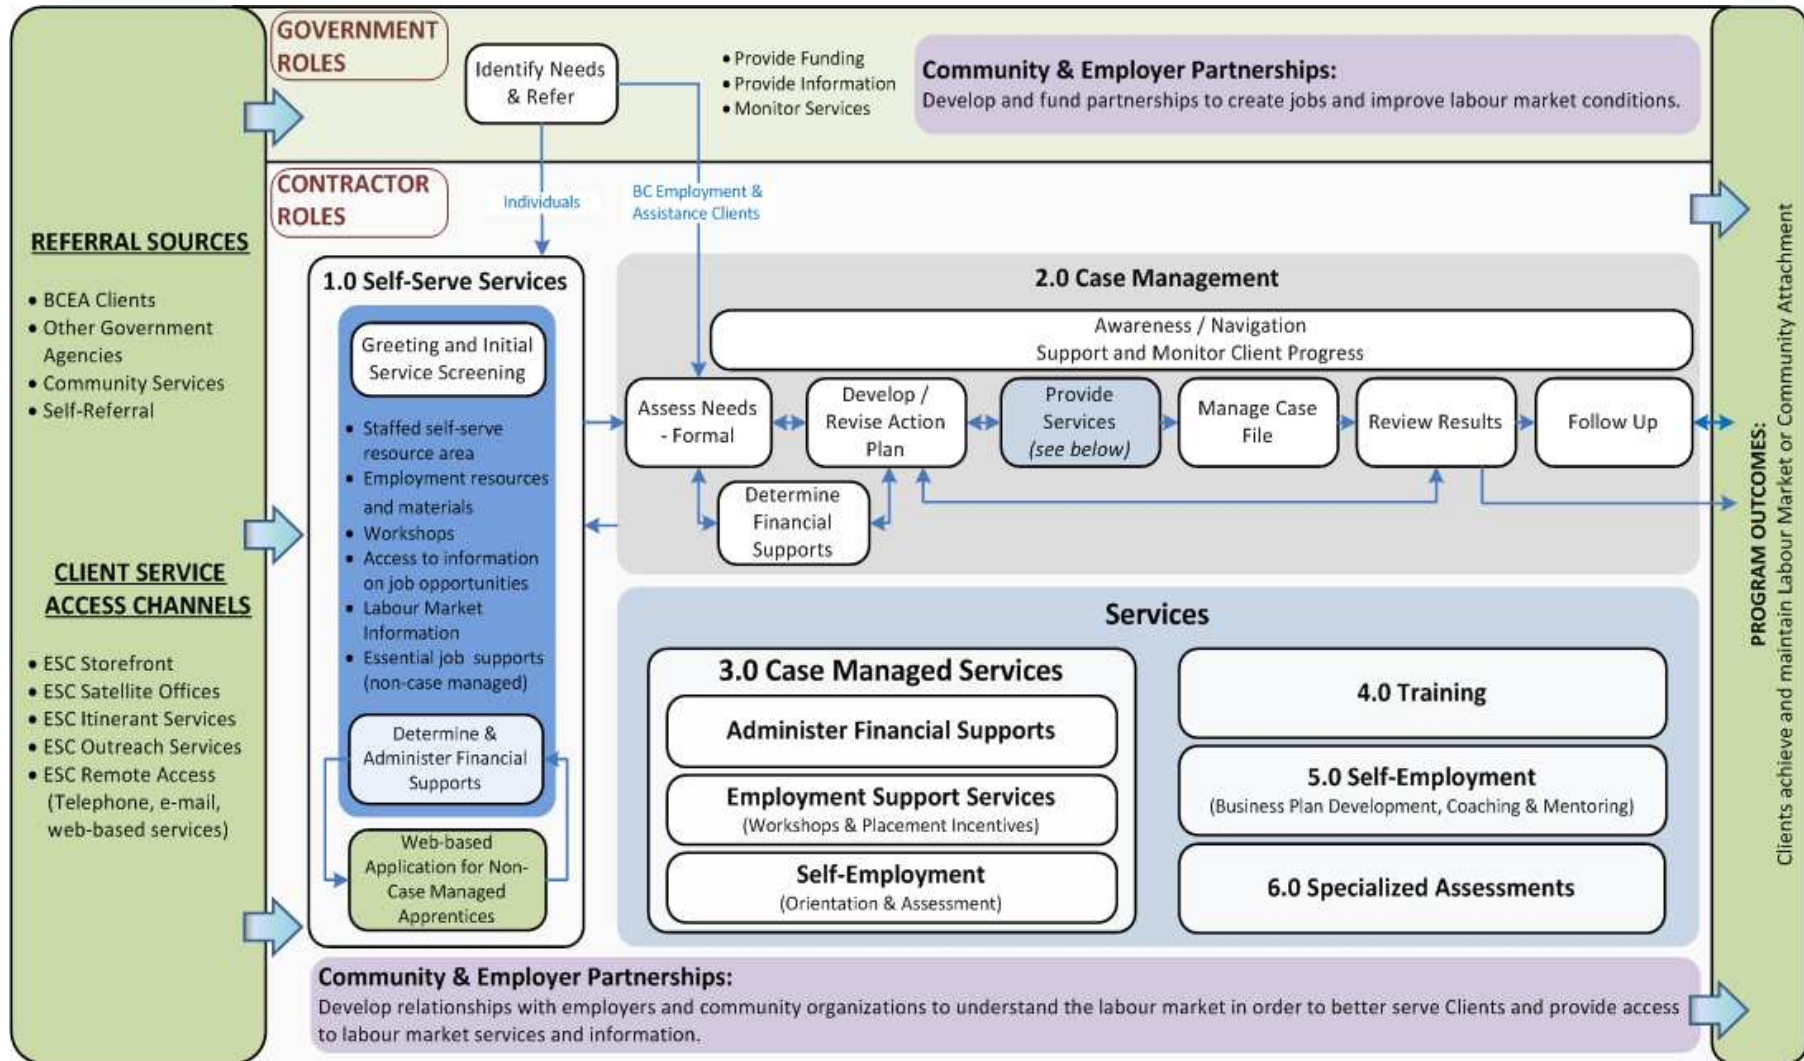 REFERRAL SOURCES
• BCEA Clients
• Other Government
Agencies
• Community Services
• Self-Referral
CLIENT SERVICE
ACCESS CHANNELS
• ESC Storefront
• ESC Satellite Offices
• ESC Itinerant Services
• ESC Outreach Services
• ESC Remote Access
(Telephone, e-mail,
web-based services)
GOVERNMENT
ROLES
Identify Needs
& Refer
• Provide Funding
• Provide Information
• Monitor Services
Community & Employer Partnerships:
Develop and fund partnerships to create jobs and improve labour market conditions.
CONTRACTOR
ROLES
Individuals
BC Employment &
Assistance Clients
1.0 Self-Serve Services
Greeting and Initial
Service Screening
• Staffed self-serve
resource area
• Employment resources
and materials
• Workshops
• Access to information
on job opportunities
• Labour Market
Information
• Essential job supports
(non-case managed)
Determine &
Administer Financial
Supports
Web-based
Application for Non-
Case Managed
Apprentices
2.0 Case Management
Awareness / Navigation
Support and Monitor Client Progress
Assess Needs
- Formal
Develop /
Revise Action
Plan
Provide
Services
(see below)
Manage Case
File
Review Results
Follow Up
Determine
Financial
Supports
Services
3.0 Case Managed Services
Administer Financial Supports
Employment Support Services
(Workshops & Placement Incentives)
Self-Employment
(Orientation & Assessment)
4.0 Training
5.0 Self-Employment
(Business Plan Development, Coaching & Mentoring)
6.0 Specialized Assessments
Community & Employer Partnerships:
Develop relationships with employers and community organizations to understand the labour market in order to better serve Clients and provide access
to labour market services and information.
PROGRAM OUTCOMES:
Clients achieve and maintain Labour Market or Community Attachment